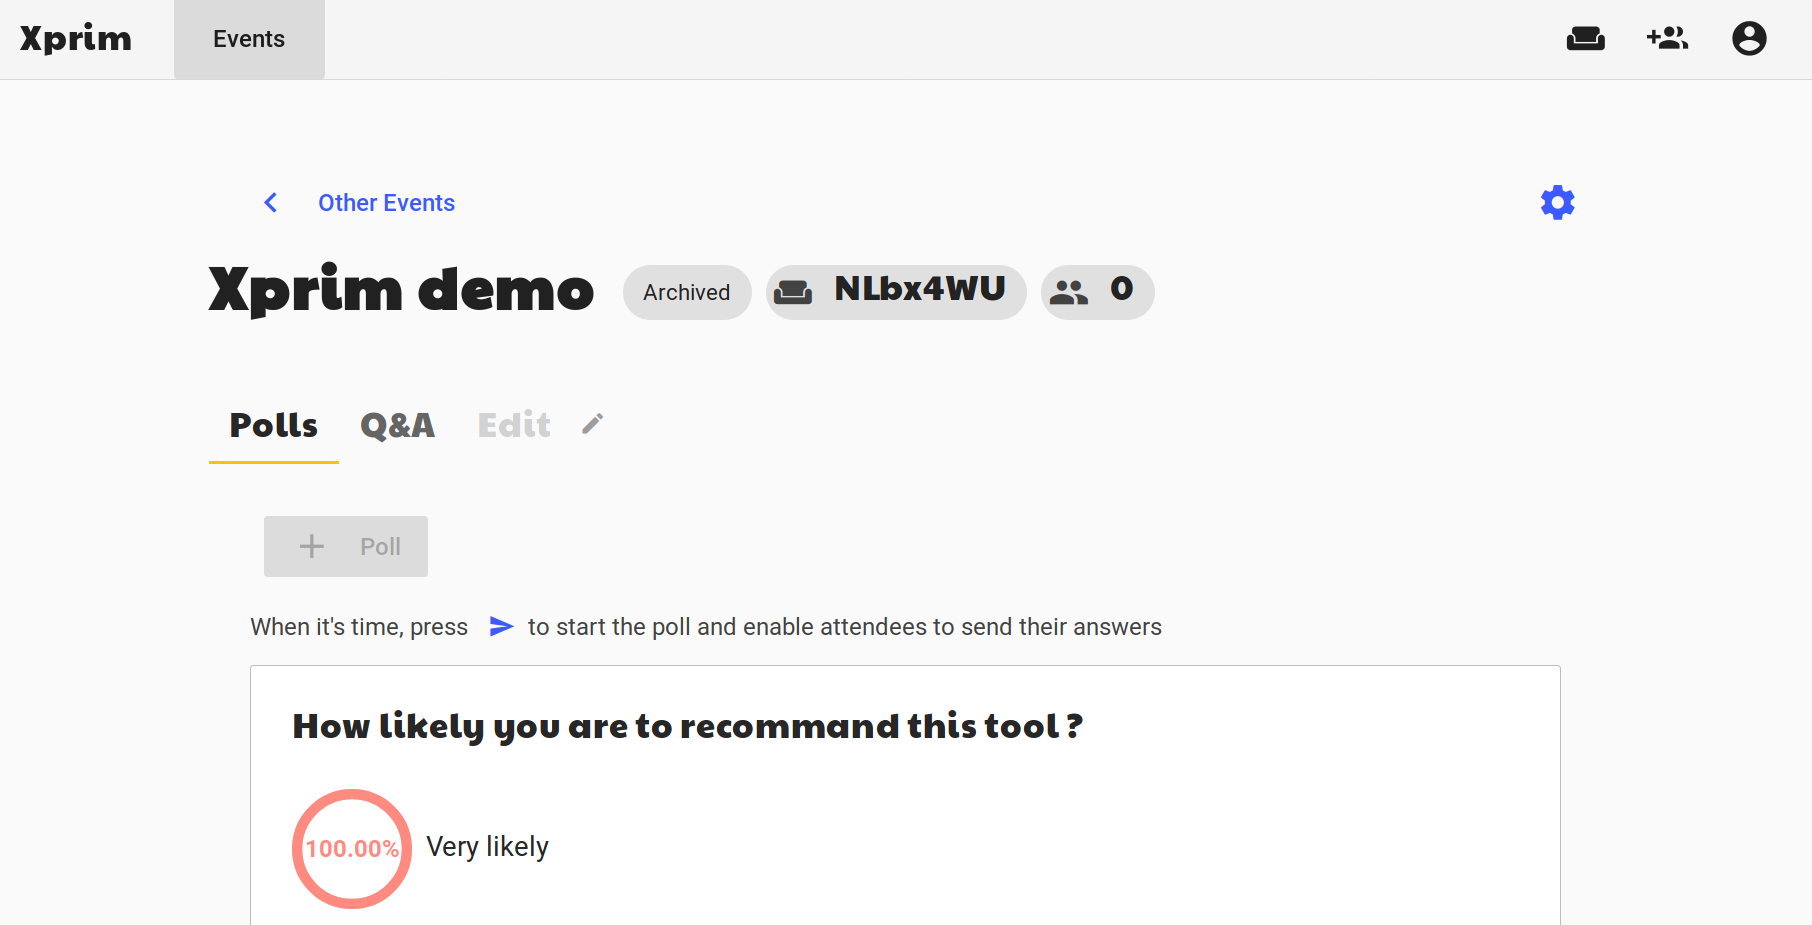 Xprim Events
Other Events
Xprim demo Archived NLbx4WU 0
Polls Q&A Edit
+ Poll
When it's time, press to start the poll and enable attendees to send their answers
How likely you are to recommand this tool ?
100.00% Very likely